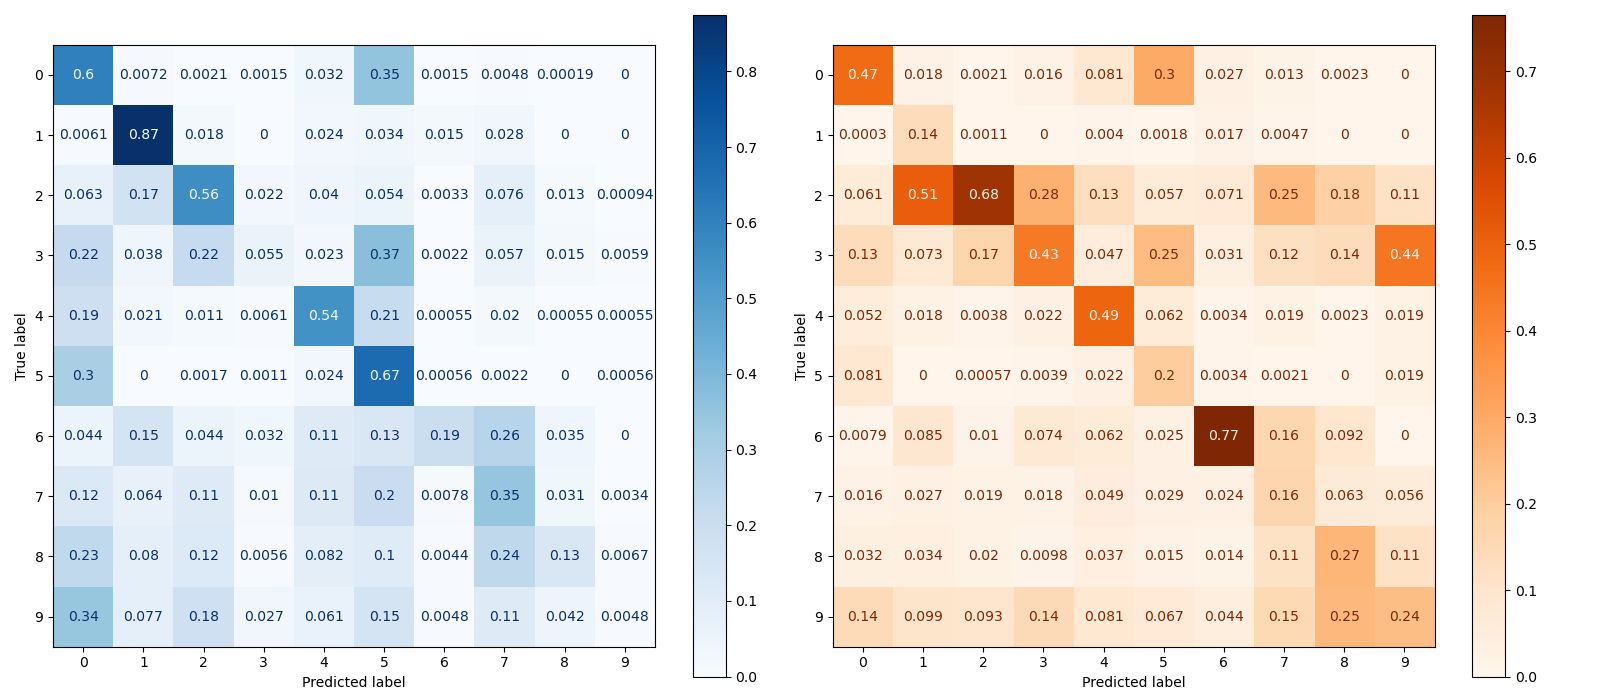 0 0.6 0.0072 0.0021 0.0015 0.032 0.35 0.0015 0.0048 0.00019 0
1 0.0061 0.87 0.018 0 0.024 0.034 0.015 0.028 0 0
2 0.063 0.17 0.56 0.022 0.04 0.054 0.0033 0.076 0.013 0.00094
3 0.22 0.038 0.22 0.055 0.023 0.37 0.0022 0.057 0.015 0.0059
4 0.19 0.021 0.011 0.0061 0.54 0.21 0.00055 0.02 0.00055 0.00055
5 0.3 0 0.0017 0.0011 0.024 0.67 0.00056 0.0022 0 0.00056
6 0.044 0.15 0.044 0.032 0.11 0.13 0.19 0.26 0.035 0
7 0.12 0.064 0.11 0.01 0.11 0.2 0.0078 0.35 0.031 0.0034
8 0.23 0.08 0.12 0.0056 0.082 0.1 0.0044 0.24 0.13 0.0067
9 0.34 0.077 0.18 0.027 0.061 0.15 0.0048 0.11 0.042 0.0048
0 1 2 3 4 5 6 7 8 9
Predicted label
True label
0.8
0.7
0.6
0.5
0.4
0.3
0.2
0.1
0.0
0 0.47 0.018 0.0021 0.016 0.081 0.3 0.027 0.013 0.0023 0
1 0.0003 0.14 0.0011 0 0.004 0.0018 0.017 0.0047 0 0
2 0.061 0.51 0.68 0.28 0.13 0.057 0.071 0.25 0.18 0.11
3 0.13 0.073 0.17 0.43 0.047 0.25 0.031 0.12 0.14 0.44
4 0.052 0.018 0.0038 0.022 0.49 0.062 0.0034 0.019 0.0023 0.019
5 0.081 0 0.00057 0.0039 0.022 0.2 0.0034 0.0021 0 0.019
6 0.0079 0.085 0.01 0.074 0.062 0.025 0.77 0.16 0.092 0
7 0.016 0.027 0.019 0.018 0.049 0.029 0.024 0.16 0.063 0.056
8 0.032 0.034 0.02 0.0098 0.037 0.015 0.014 0.11 0.27 0.11
9 0.14 0.099 0.093 0.14 0.081 0.067 0.044 0.15 0.25 0.24
0 1 2 3 4 5 6 7 8 9
Predicted label
True label
0.7
0.6
0.5
0.4
0.3
0.2
0.1
0.0